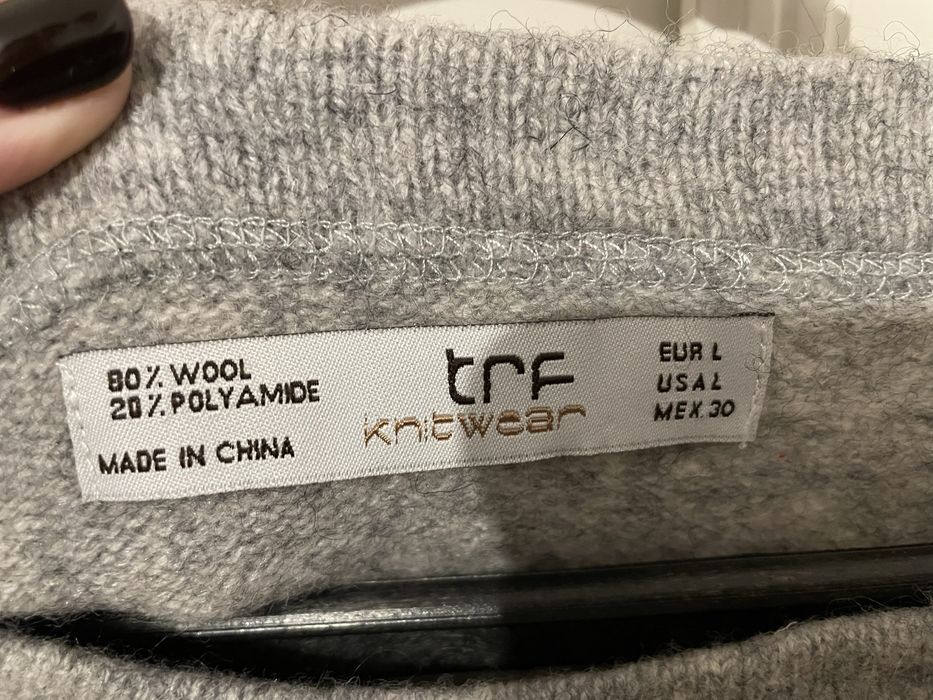 80% WOOL
20% POLYAMIDE
MADE IN CHINA
trf
knitwear
EUR L
USA L
MEX.30